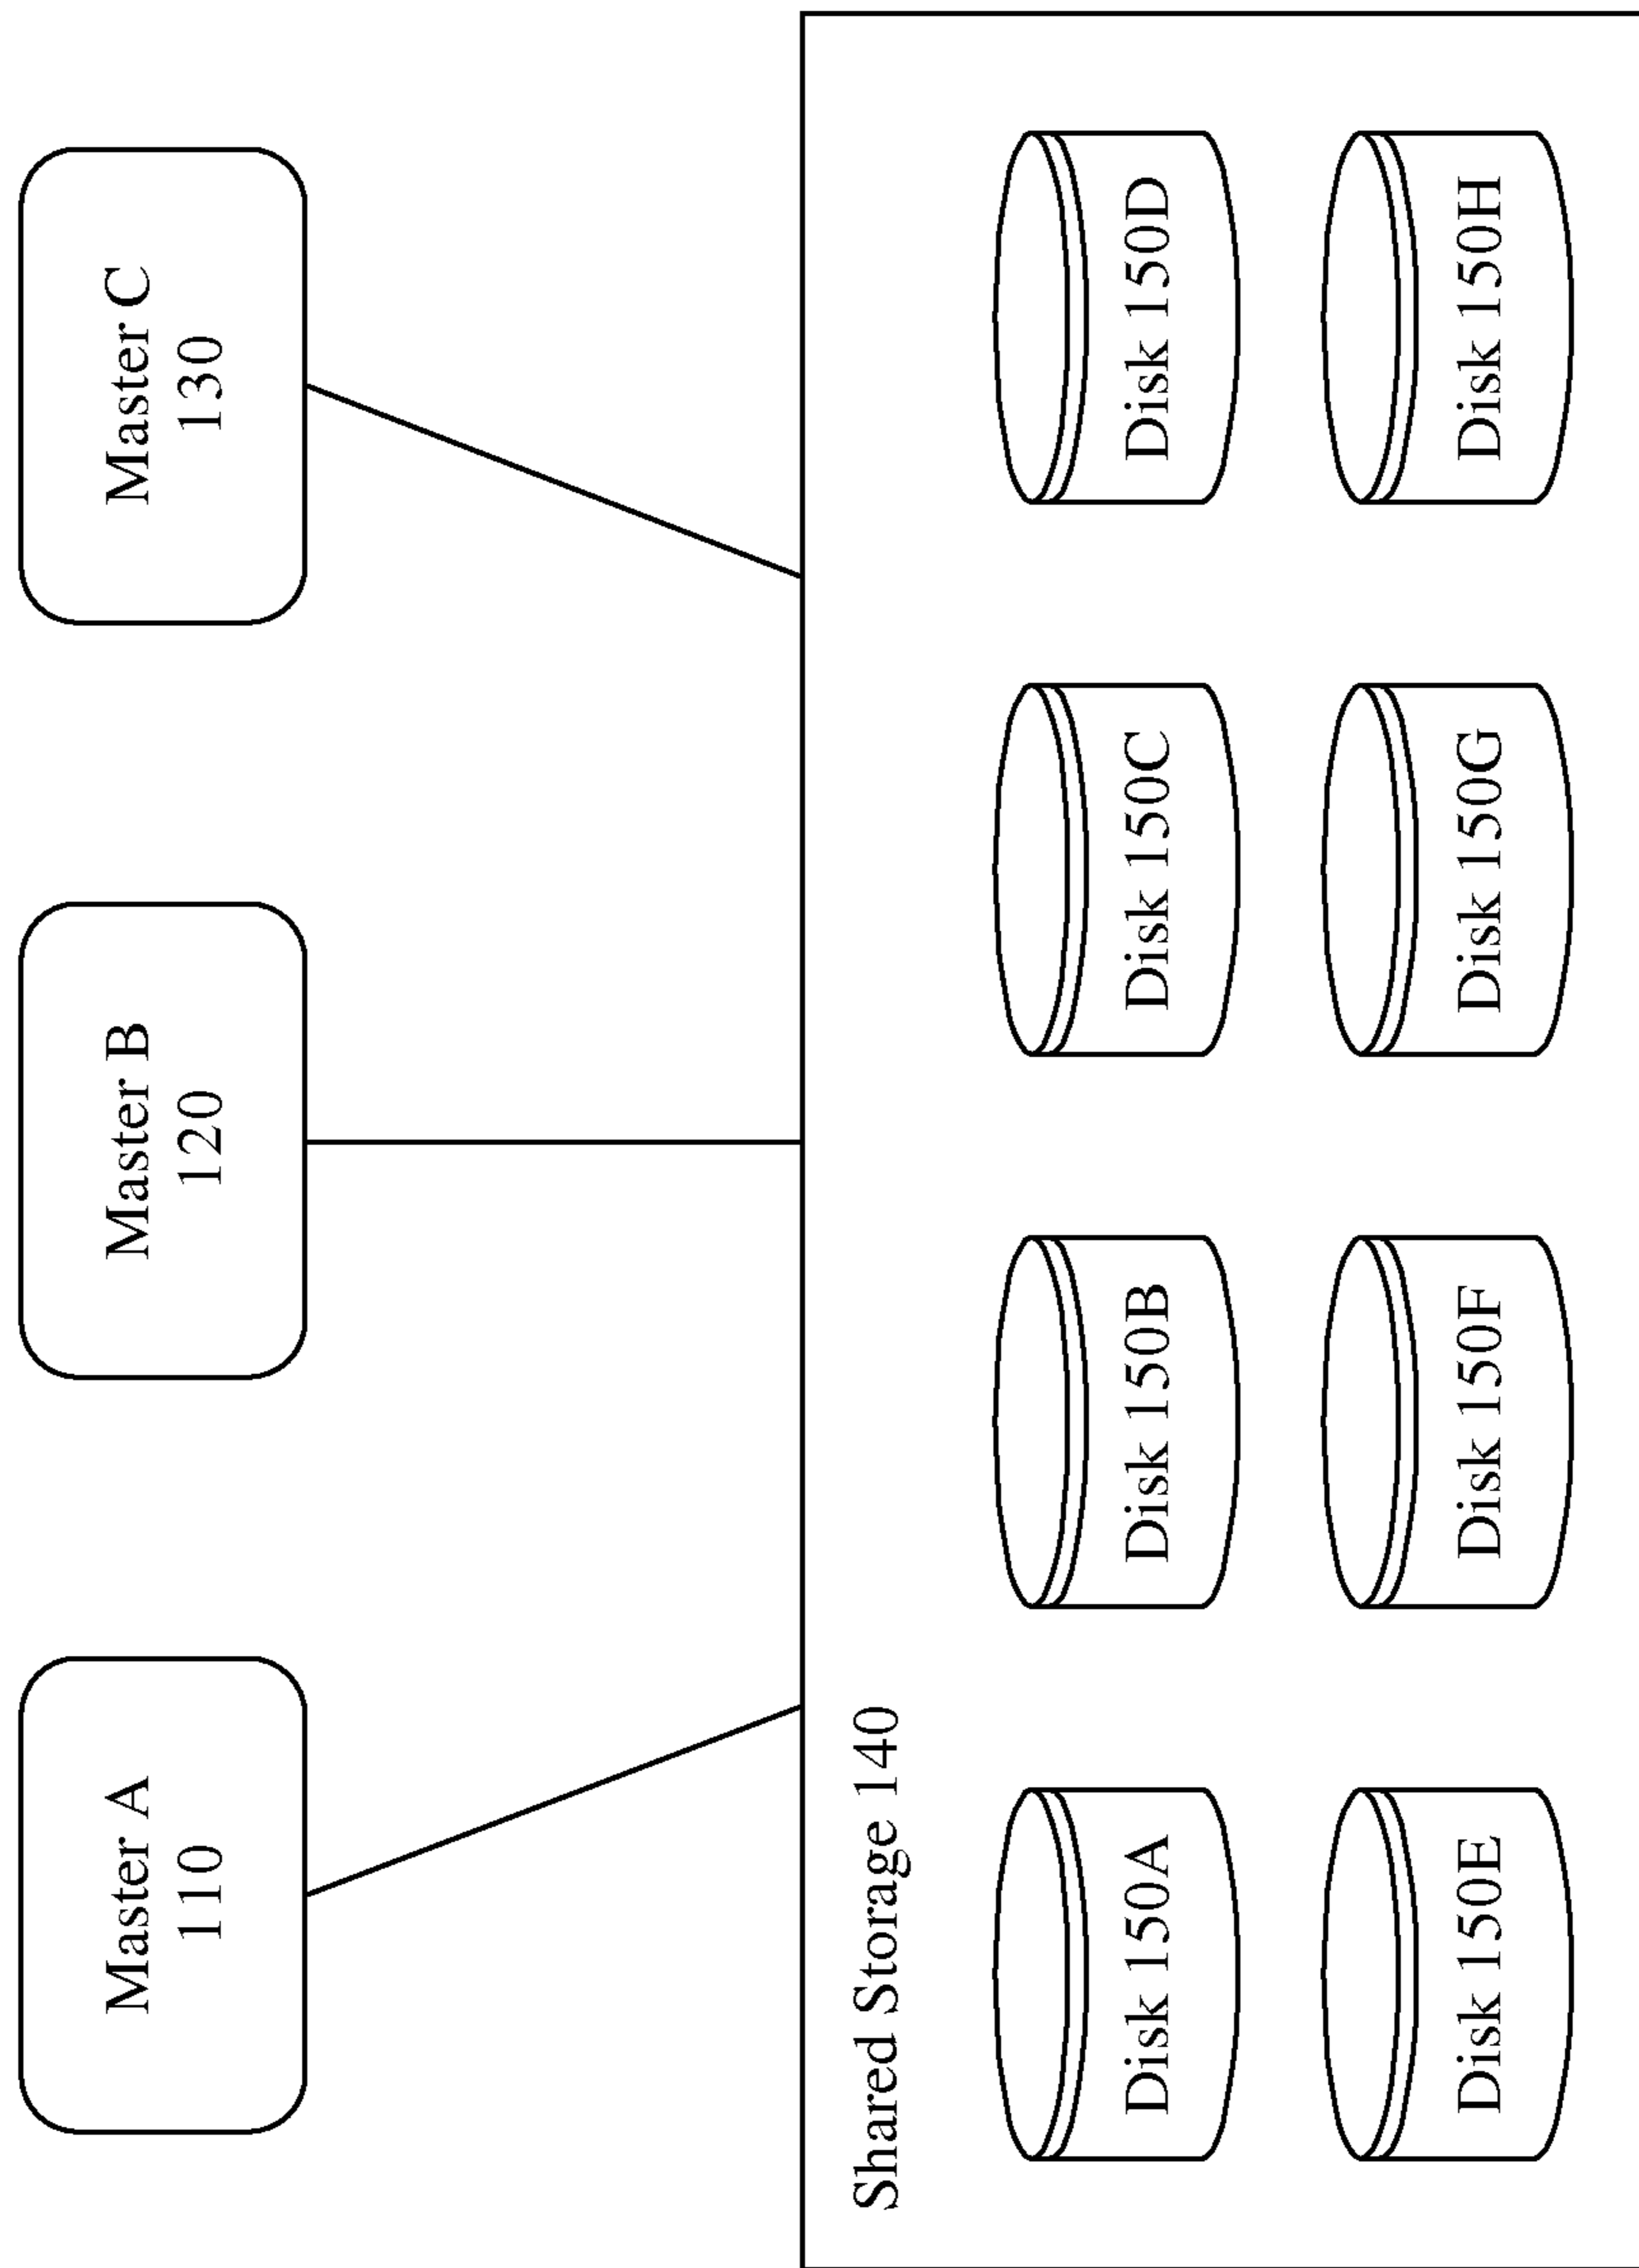 Master A
110
Master B
120
Master C
130
Shared Storage 140
Disk 150A
Disk 150B
Disk 150C
Disk 150D
Disk 150E
Disk 150F
Disk 150G
Disk 150H